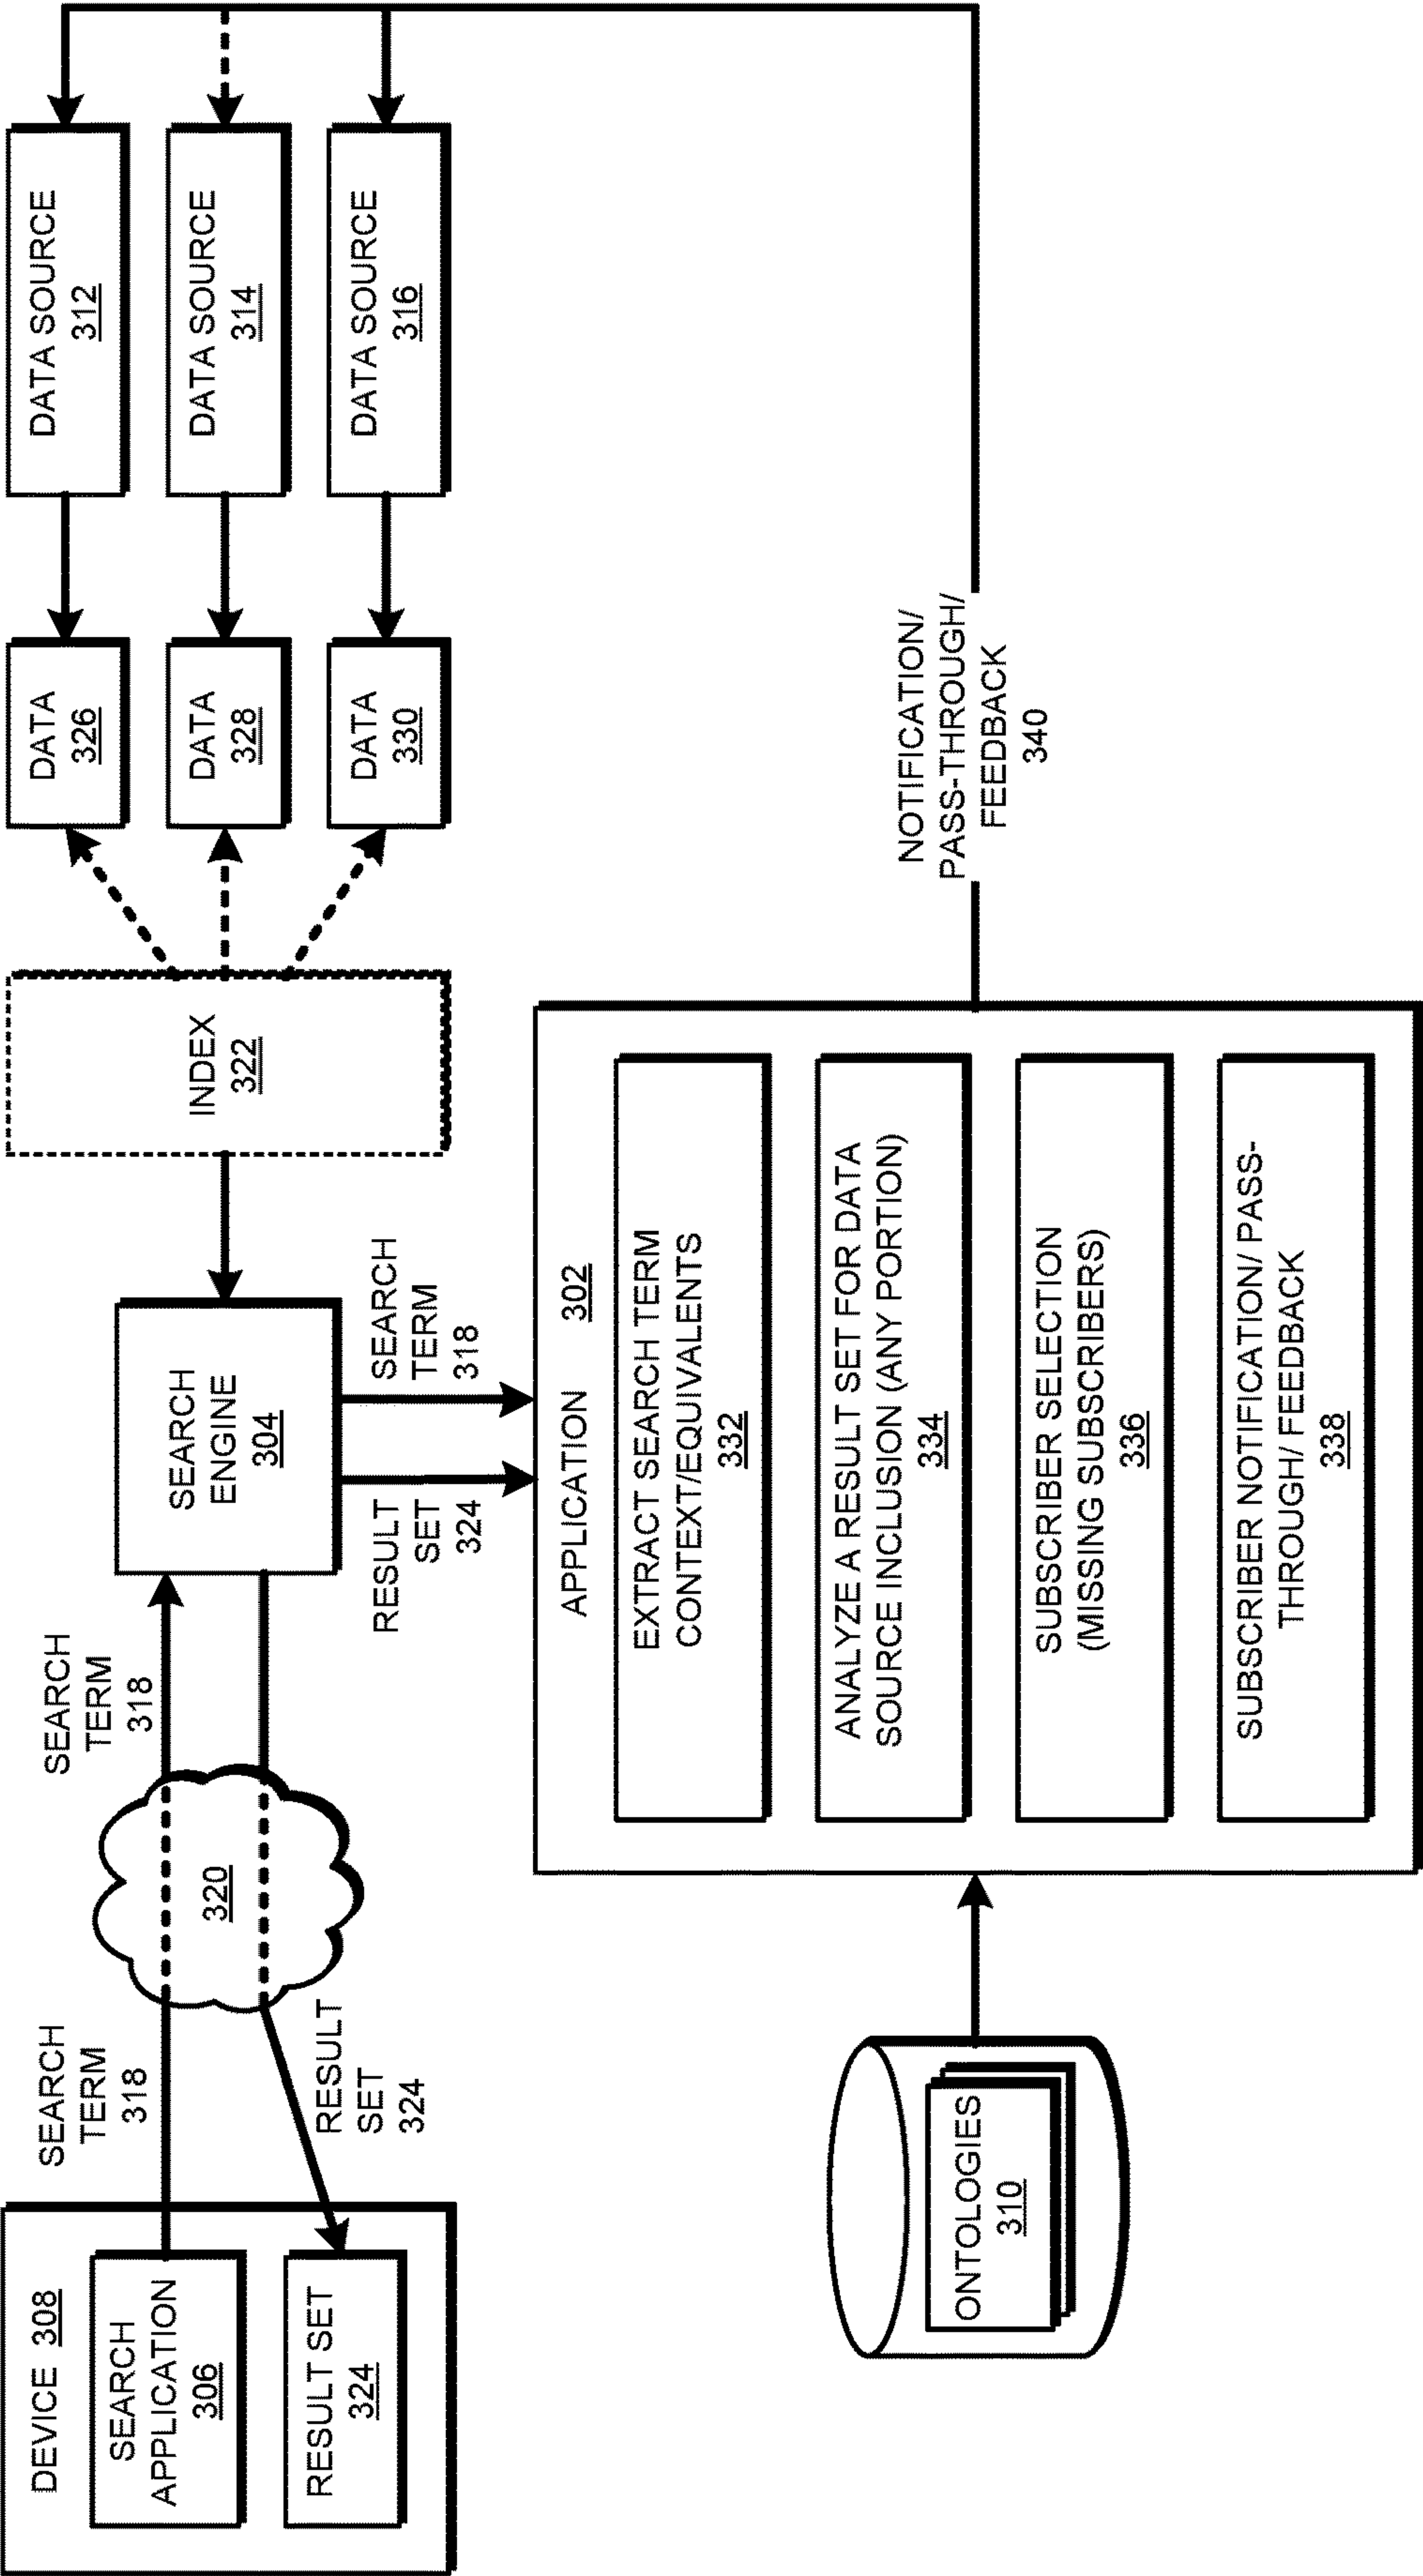 DEVICE 308
SEARCH
APPLICATION
306
RESULT SET
324
SEARCH
TERM
318
RESULT
SET
324
320
SEARCH
TERM
318
SEARCH
ENGINE
304
RESULT
SET
324
SEARCH
TERM
318
INDEX
322
DATA
326
DATA
328
DATA
330
DATA SOURCE
312
DATA SOURCE
314
DATA SOURCE
316
ONTOLOGIES
310
APPLICATION 302
EXTRACT SEARCH TERM
CONTEXT/EQUIVALENTS
332
ANALYZE A RESULT SET FOR DATA
SOURCE INCLUSION (ANY PORTION)
334
SUBSCRIBER SELECTION
(MISSING SUBSCRIBERS)
336
SUBSCRIBER NOTIFICATION/ PASS-
THROUGH/ FEEDBACK
338
NOTIFICATION/
PASS-THROUGH/
FEEDBACK
340